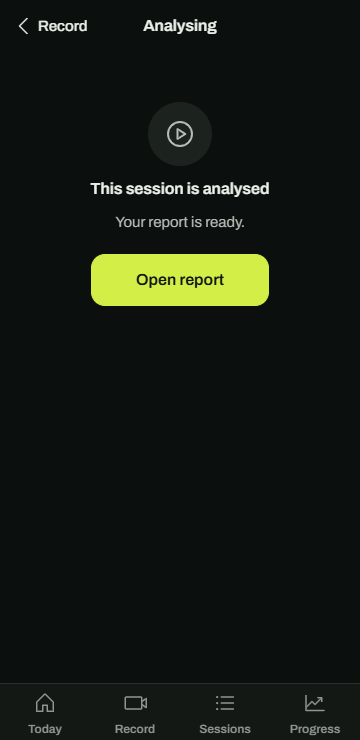 Record
Analysing
This session is analysed
Your report is ready.
Open report
Today
Record
Sessions
Progress